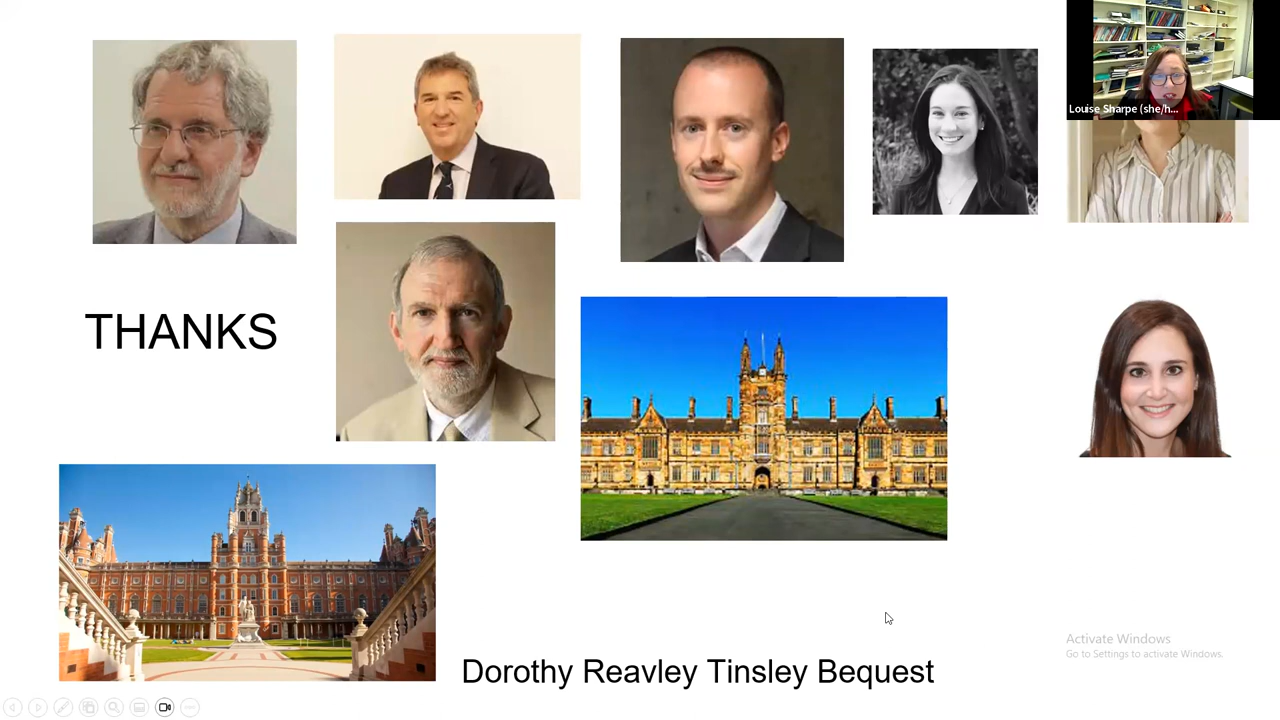 Louise Sharpe (she/h...
THANKS
Activate Windows
Go to Settings to activate Windows.
Dorothy Reavley Tinsley Bequest